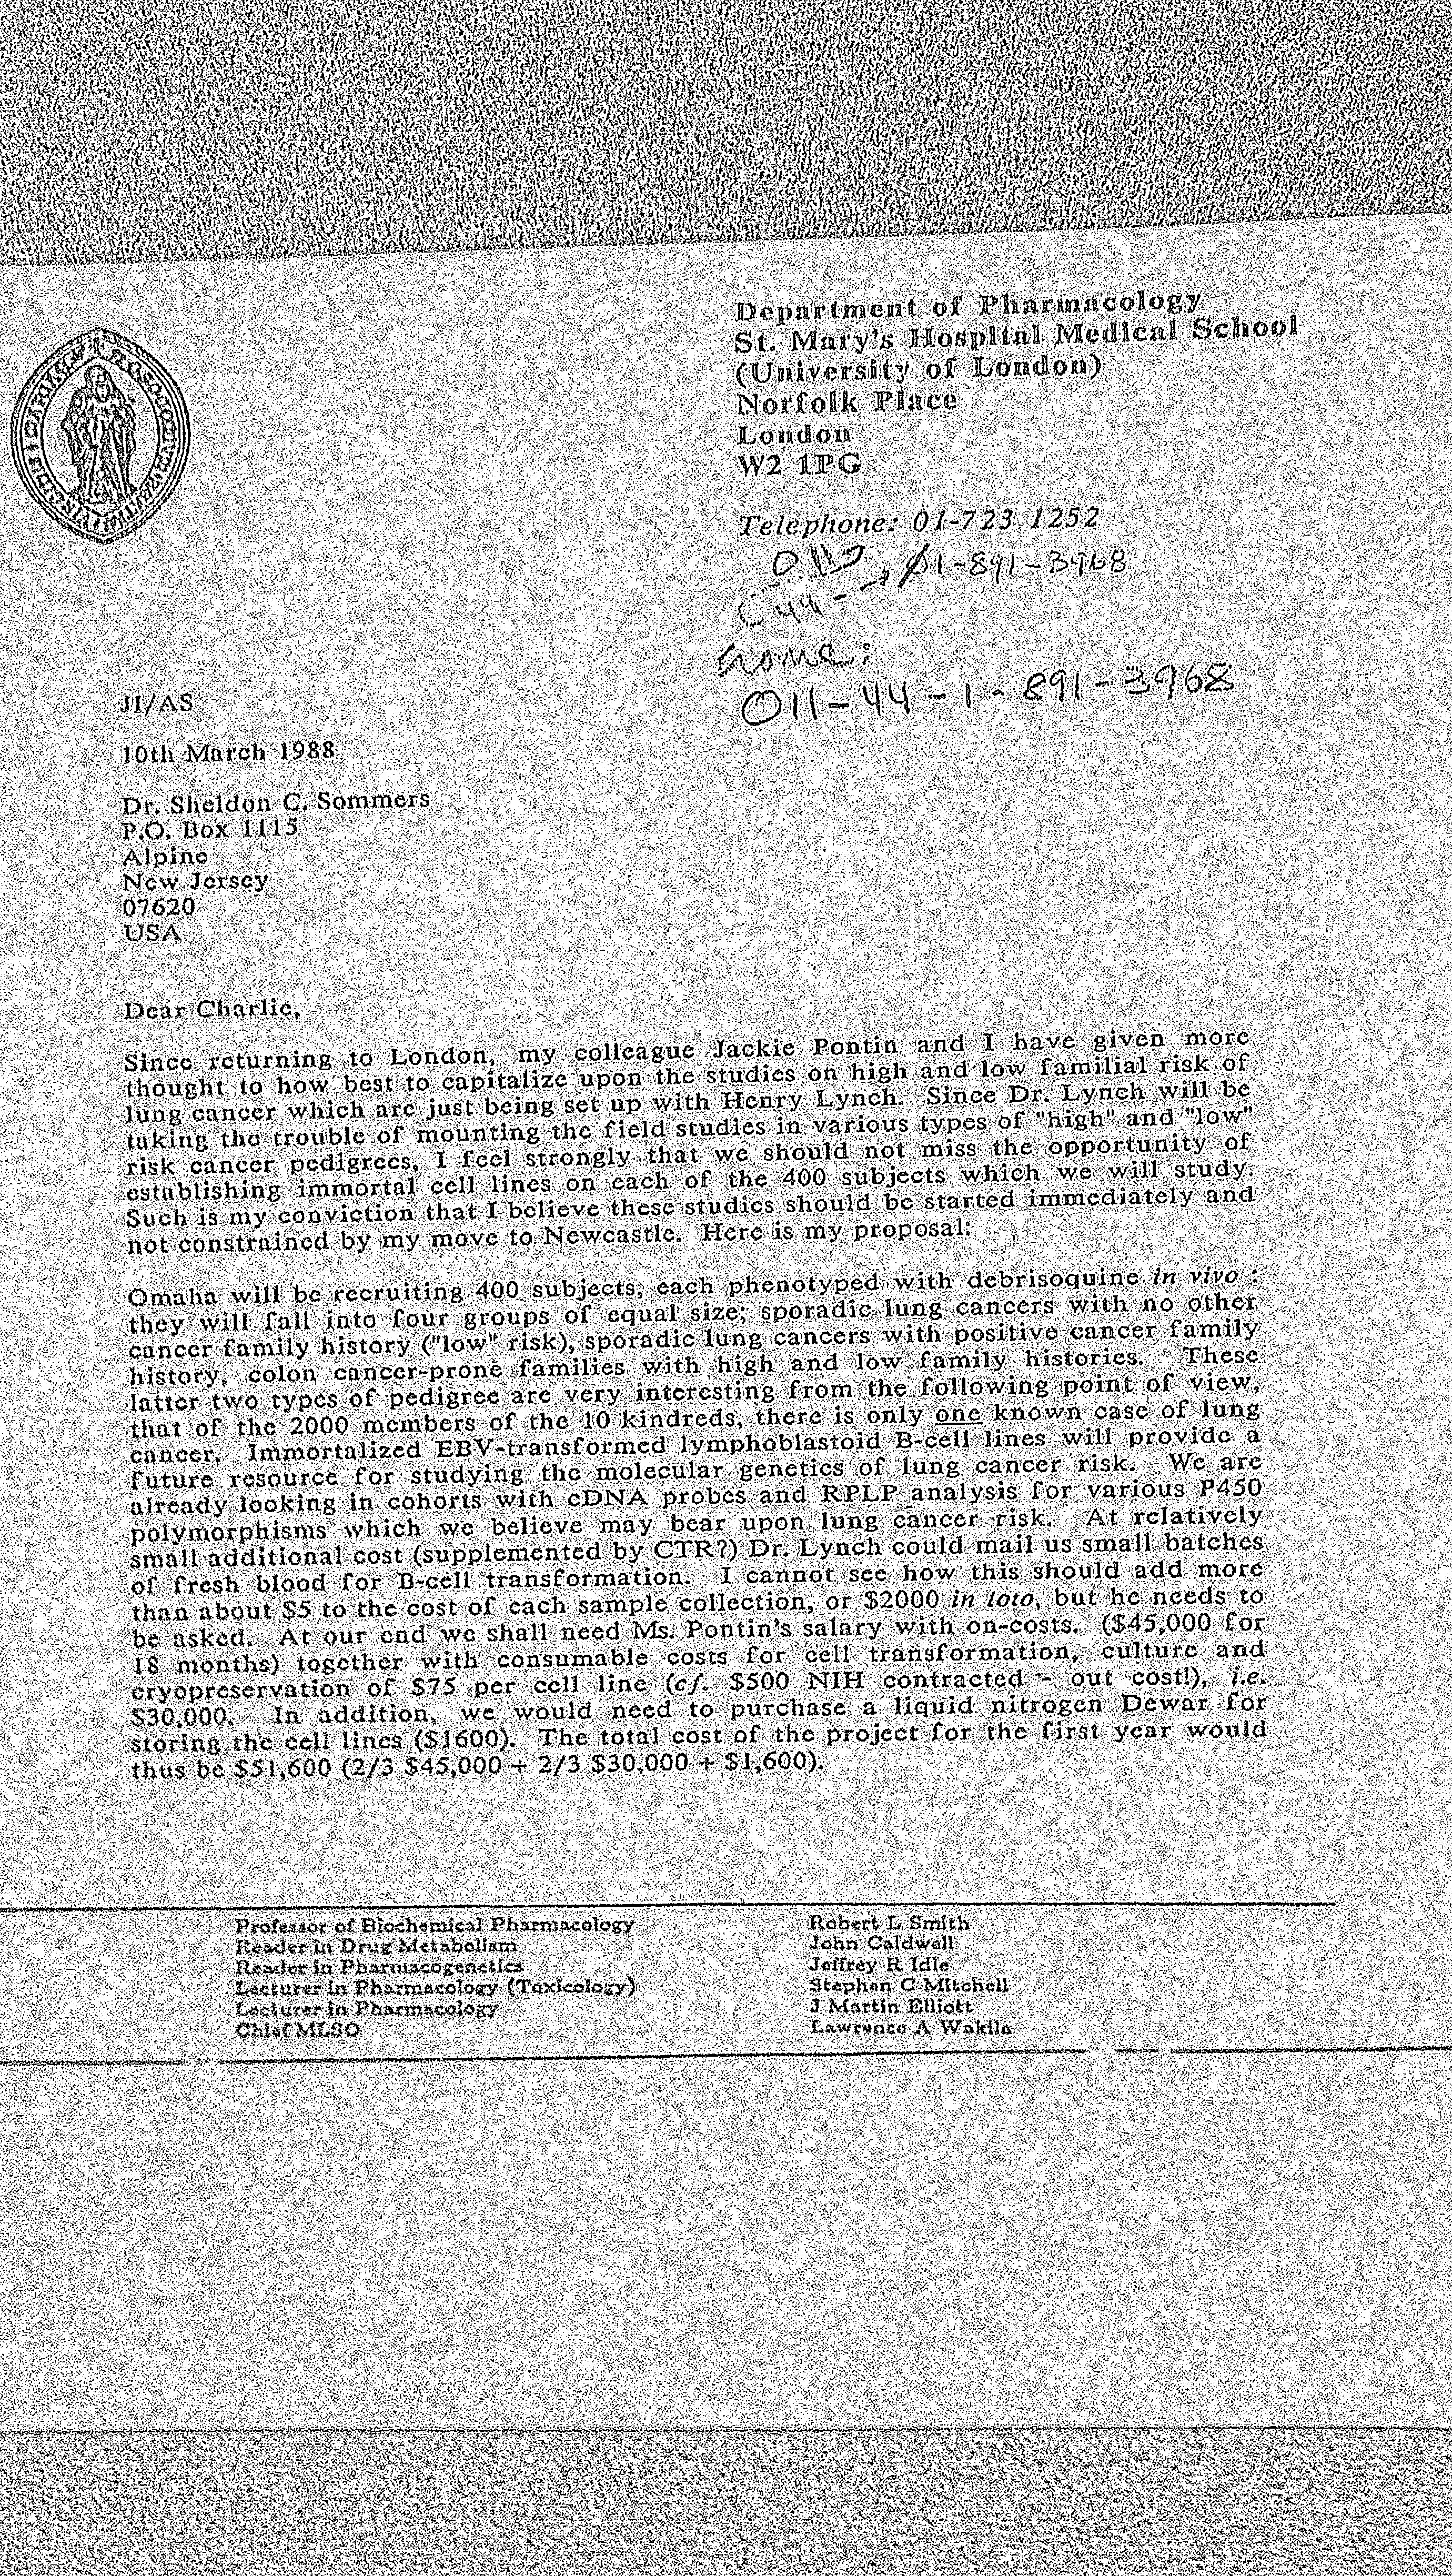 Department of Pharmacology
St. Mary's Hospital Medical School
(University of London)
Norfolk Place
London
W2 1PG
Telephone: 01-723 1252
01-891-3968
044
home:
011-44-1-891-3968
JI/AS
10th March 1988
Dr. Sheldon C. Sommers
P.O. Box 1115
Alpine
New Jersey
07620
USA
Dear Charlie,
Since returning to London, my colleague Jackie Pontin and I have given more
thought to how best to capitalize upon the studies on high and low familial risk of
lung cancer which are just being set up with Henry Lynch. Since Dr. Lynch will be
taking the trouble of mounting the field studies in various types of "high" and "low"
risk cancer pedigrees, I feel strongly that we should not miss the opportunity of
establishing immortal cell lines on each of the 400 subjects which we will study.
Such is my conviction that I believe these studies should be started immediately and
not constrained by my move to Newcastle. Here is my proposal:
Omaha will be recruiting 400 subjects, each phenotyped with debrisoquine in vivo :
they will fall into four groups of equal size; sporadic lung cancers with no other
cancer family history ("low" risk), sporadic lung cancers with positive cancer family
history, colon cancer-prone families with high and low family histories. These
latter two types of pedigree are very interesting from the following point of view,
that of the 2000 members of the 10 kindreds, there is only one known case of lung
cancer. Immortalized EBV-transformed lymphoblastoid B-cell lines will provide a
future resource for studying the molecular genetics of lung cancer risk. We are
already looking in cohorts with cDNA probes and RPLP analysis for various P450
polymorphisms which we believe may bear upon lung cancer risk. At relatively
small additional cost (supplemented by CTR?) Dr. Lynch could mail us small batches
of fresh blood for B-cell transformation. I cannot see how this should add more
than about $5 to the cost of each sample collection, or $2000 in toto, but he needs to
be asked. At our end we shall need Ms. Pontin's salary with on-costs. ($45,000 for
18 months) together with consumable costs for cell transformation, culture and
cryopreservation of $75 per cell line (cf. $500 NIH contracted - out cost!), i.e.
$30,000. In addition, we would need to purchase a liquid nitrogen Dewar for
storing the cell lines ($1600). The total cost of the project for the first year would
thus be $51,600 (2/3 $45,000 + 2/3 $30,000 + $1,600).
Professor of Biochemical Pharmacology Robert L Smith
Reader in Drug Metabolism John Caldwell
Reader in Pharmacogenetics Jeffrey R Idle
Lecturer in Pharmacology (Toxicology) Stephen C Mitchell
Lecturer in Pharmacology J Martin Elliott
Chief MLSO Lawrence A Wakile